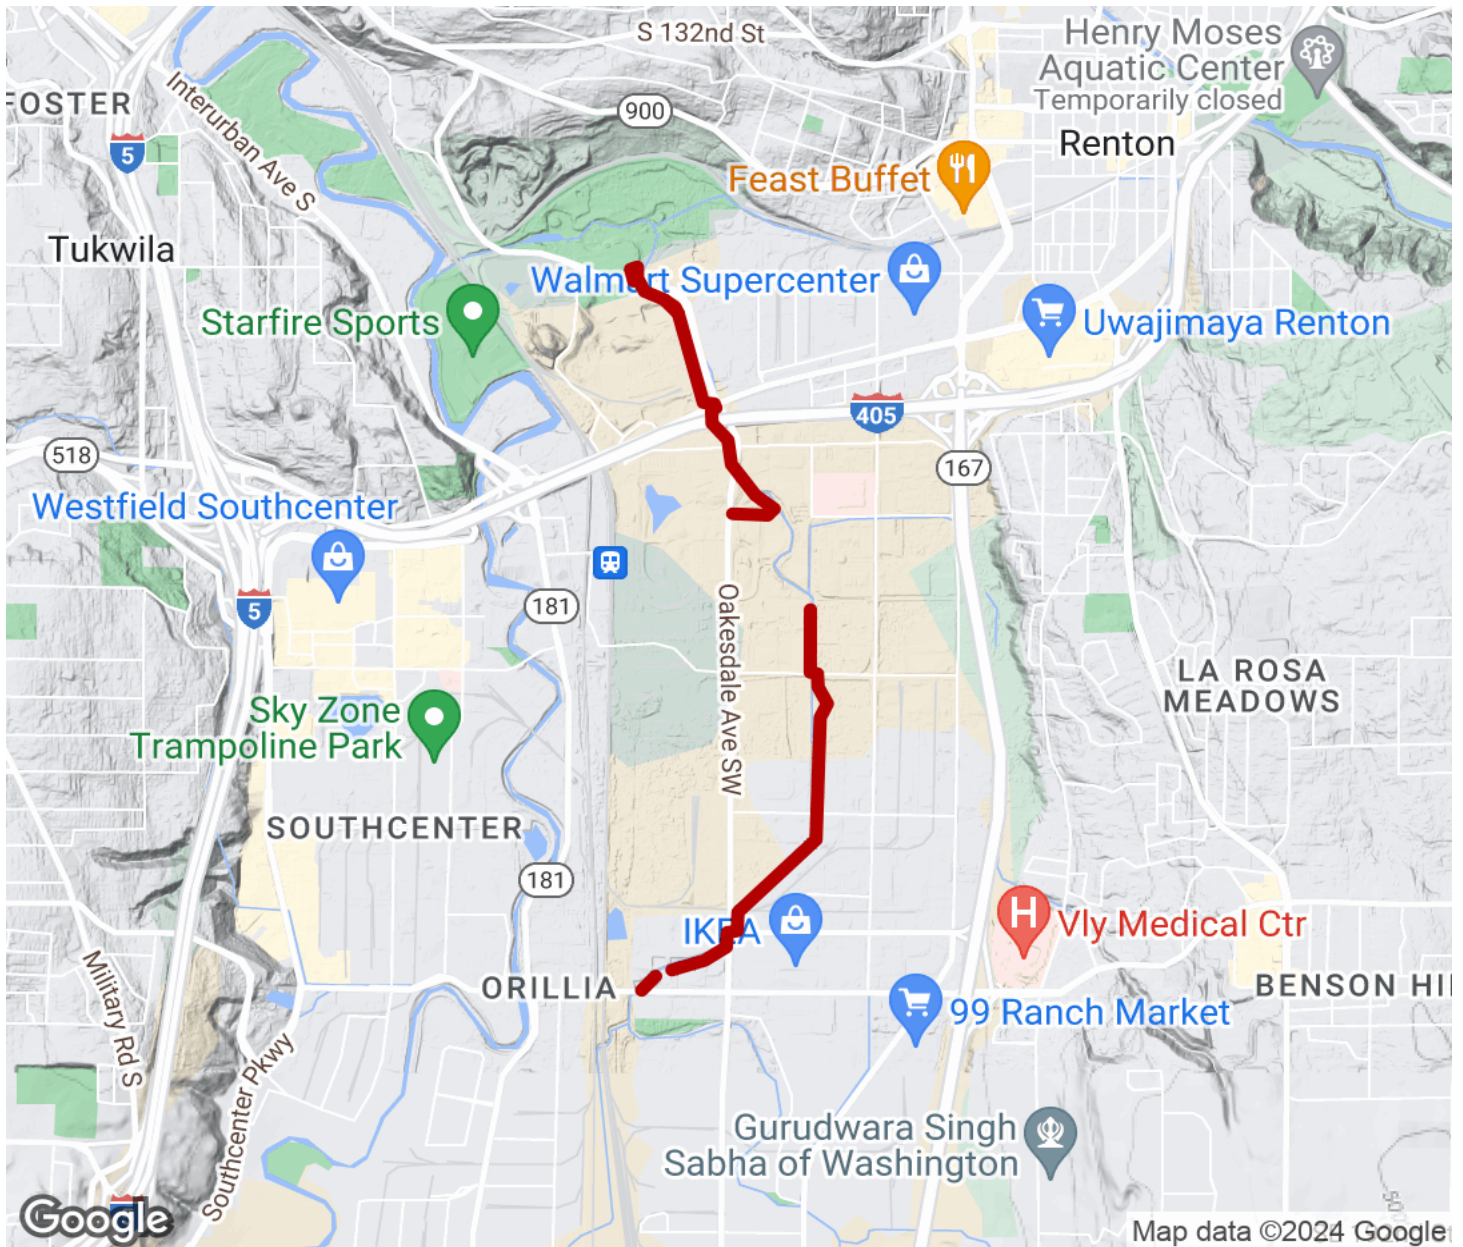 S 132nd St
Henry Moses
Aquatic Center
Temporarily closed
FOSTER
Interurban Ave S
900
5
Renton
Feast Buffet
Tukwila
Walmart Supercenter
Starfire Sports
Uwajimaya Renton
405
518
167
Westfield Southcenter
5
181
Oakesdale Ave SW
LA ROSA
MEADOWS
Sky Zone
Trampoline Park
SOUTHCENTER
181
IKEA
H
Vly Medical Ctr
Military Rd S
ORILLIA
BENSON HI
99 Ranch Market
Southcenter Pkwy
Gurudwara Singh
Sabha of Washington
Google
Map data ©2024 Google